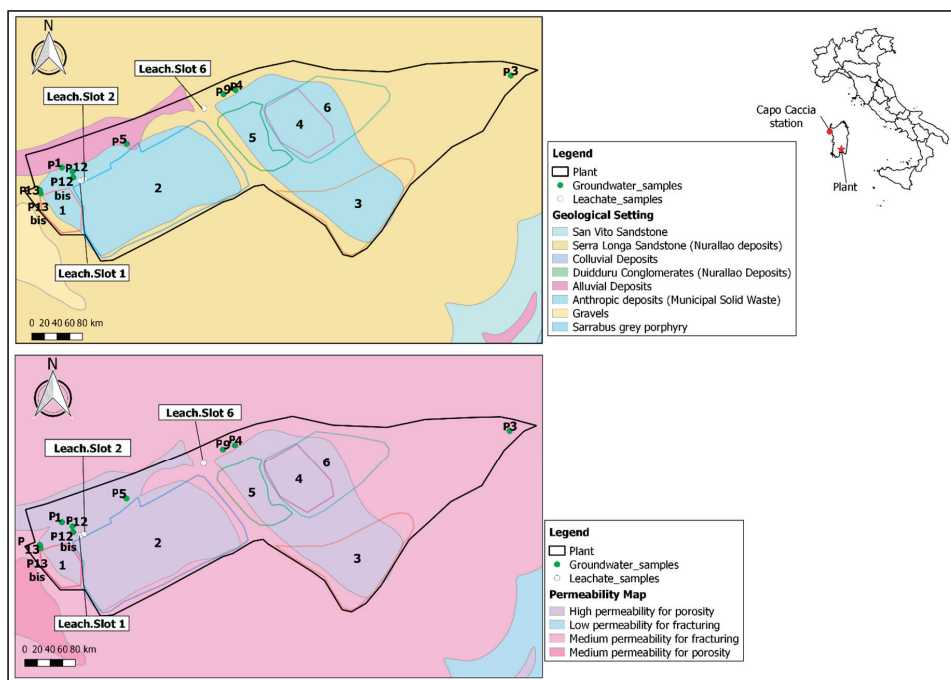 N
Leach.Slot 6
Leach.Slot 2
P3
P9
P4
6
4
5
P5
P1
P12
P12
bis
2
P13
P13
bis
1
3
Leach.Slot 1
0 20 40 60 80 km
Capo Caccia
station
Plant
Legend
Plant
Groundwater_samples
Leachate_samples
Geological Setting
San Vito Sandstone
Serra Longa Sandstone (Nurallao deposits)
Colluvial Deposits
Duidduru Conglomerates (Nurallao Deposits)
Alluvial Deposits
Anthropic deposits (Municipal Solid Waste)
Gravels
Sarrabus grey porphyry
N
Leach.Slot 6
Leach.Slot 2
P3
P9
P4
6
4
5
P5
P1
P12
P12
bis
2
P
13
P13
bis
1
3
Leach.Slot 1
0 20 40 60 80 km
Legend
Plant
Groundwater_samples
Leachate_samples
Permeability Map
High permeability for porosity
Low permeability for fracturing
Medium permeability for fracturing
Medium permeability for porosity